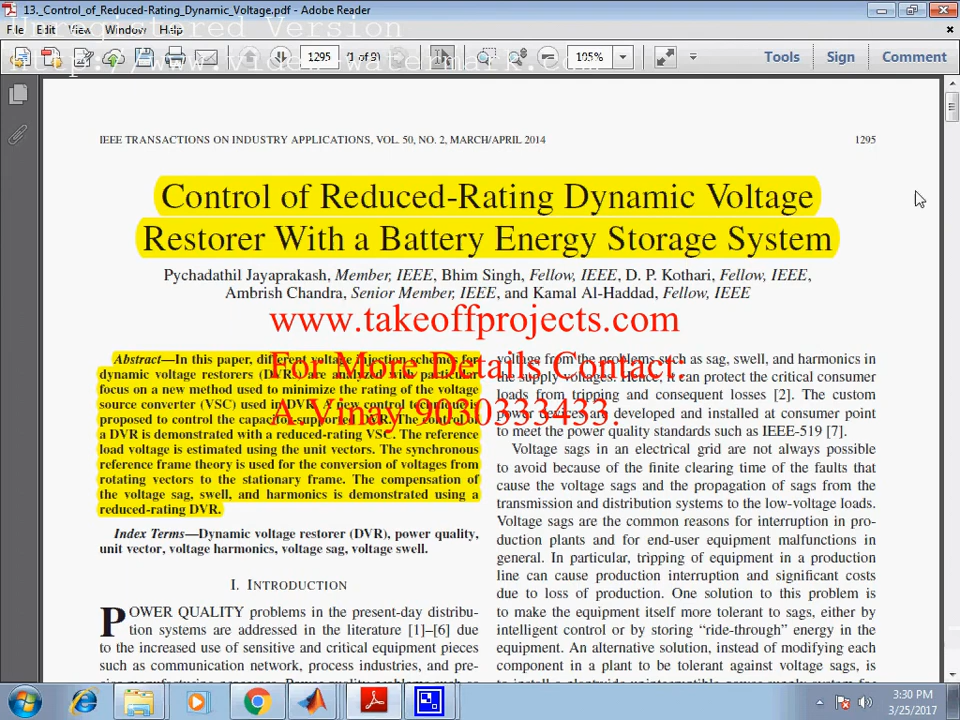 13._Control_of_Reduced-Rating_Dynamic_Voltage.pdf - Adobe Reader
Unregistered Version
File Edit View Window Help
1295 (1 of 9) 105% Tools Sign Comment
IEEE TRANSACTIONS ON INDUSTRY APPLICATIONS, VOL. 50, NO. 2, MARCH/APRIL 2014 1295
Control of Reduced-Rating Dynamic Voltage
Restorer With a Battery Energy Storage System
Pychadathil Jayaprakash, Member, IEEE, Bhim Singh, Fellow, IEEE, D. P. Kothari, Fellow, IEEE,
Ambrish Chandra, Senior Member, IEEE, and Kamal Al-Haddad, Fellow, IEEE
www.takeoffprojects.com
For More Details Contact:
A.Vinay 9030333433.
Abstract—In this paper, different voltage injection schemes for
dynamic voltage restorers (DVRs) are analyzed with particular
focus on a new method used to minimize the rating of the voltage
source converter (VSC) used in DVR. A new control technique is
proposed to control the capacitor-supported DVR. The control of
a DVR is demonstrated with a reduced-rating VSC. The reference
load voltage is estimated using the unit vectors. The synchronous
reference frame theory is used for the conversion of voltages from
rotating vectors to the stationary frame. The compensation of
the voltage sag, swell, and harmonics is demonstrated using a
reduced-rating DVR.
Index Terms—Dynamic voltage restorer (DVR), power quality,
unit vector, voltage harmonics, voltage sag, voltage swell.
I. INTRODUCTION
POWER QUALITY problems in the present-day distribu-
tion systems are addressed in the literature [1]–[6] due
to the increased use of sensitive and critical equipment pieces
such as communication network, process industries, and pre-
voltage from the problems such as sag, swell, and harmonics in
the supply voltages. Hence, it can protect the critical consumer
loads from tripping and consequent losses [2]. The custom
power devices are developed and installed at consumer point
to meet the power quality standards such as IEEE-519 [7].
Voltage sags in an electrical grid are not always possible
to avoid because of the finite clearing time of the faults that
cause the voltage sags and the propagation of sags from the
transmission and distribution systems to the low-voltage loads.
Voltage sags are the common reasons for interruption in pro-
duction plants and for end-user equipment malfunctions in
general. In particular, tripping of equipment in a production
line can cause production interruption and significant costs
due to loss of production. One solution to this problem is
to make the equipment itself more tolerant to sags, either by
intelligent control or by storing “ride-through” energy in the
equipment. An alternative solution, instead of modifying each
component in a plant to be tolerant against voltage sags, is
3:30 PM
3/25/2017